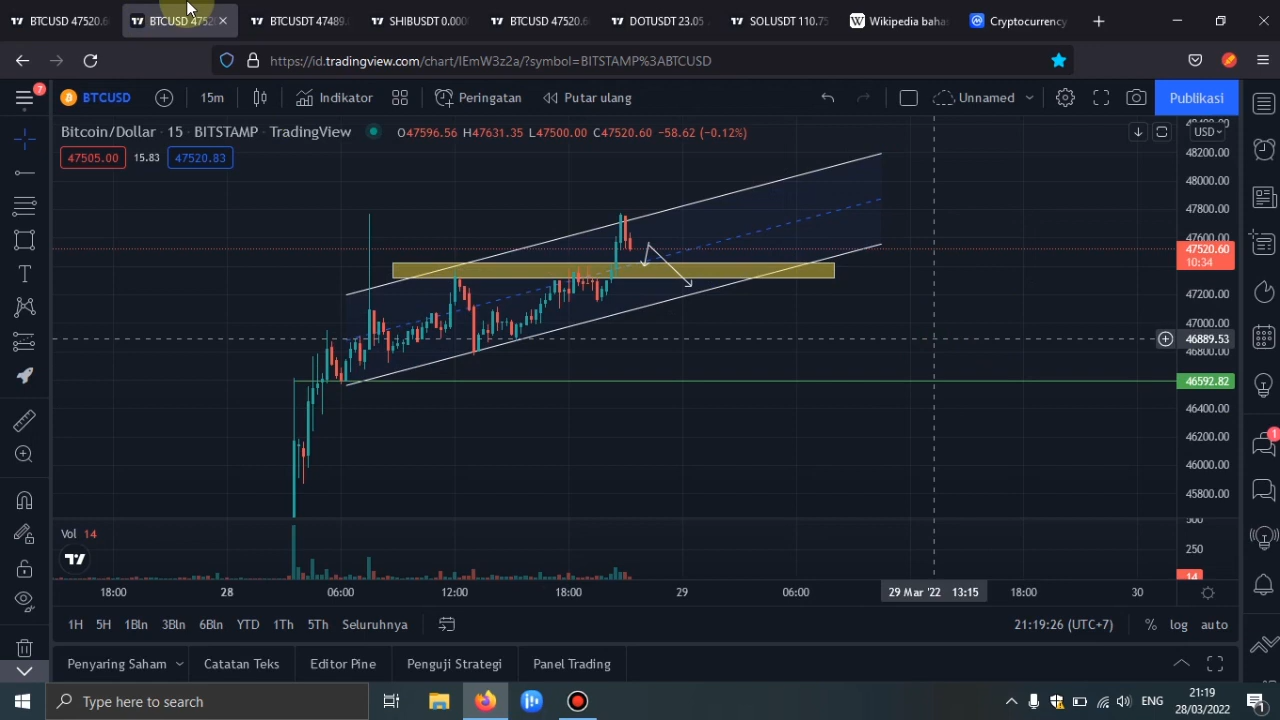 BTCUSD 47520.6
BTCUSD 4752
BTCUSDT 47489.
SHIBUSDT 0.000
BTCUSD 47520.6
DOTUSDT 23.05
SOLUSDT 110.75
Wikipedia baha
Cryptocurrency
https://id.tradingview.com/chart/IEmW3z2a/?symbol=BITSTAMP%3ABTCUSD
7
BTCUSD
15m
Indikator
Peringatan
Putar ulang
Unnamed
Publikasi
Bitcoin/Dollar · 15 · BITSTAMP · TradingView
O47596.56 H47631.35 L47500.00 C47520.60 −58.62 (−0.12%)
USD
47505.00
15.83
47520.83
48200.00
48000.00
47800.00
47600.00
47520.60
10:34
47200.00
47000.00
46889.53
46800.00
46592.82
46400.00
46200.00
46000.00
45800.00
1
Vol 14
500
250
14
18:00
28
06:00
12:00
18:00
29
06:00
29 Mar '22 13:15
18:00
30
1H
5H
1Bln
3Bln
6Bln
YTD
1Th
5Th
Seluruhnya
21:19:26 (UTC+7)
%
log
auto
Penyaring Saham
Catatan Teks
Editor Pine
Penguji Strategi
Panel Trading
Type here to search
ENG
21:19
28/03/2022
1